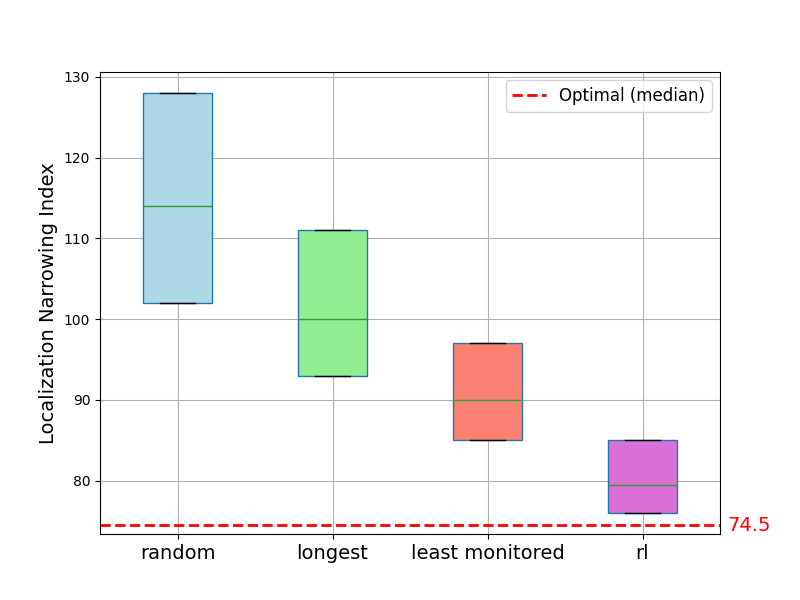 130
120
110
100
90
80
Localization Narrowing Index
Optimal (median)
74.5
random
longest
least monitored
rl